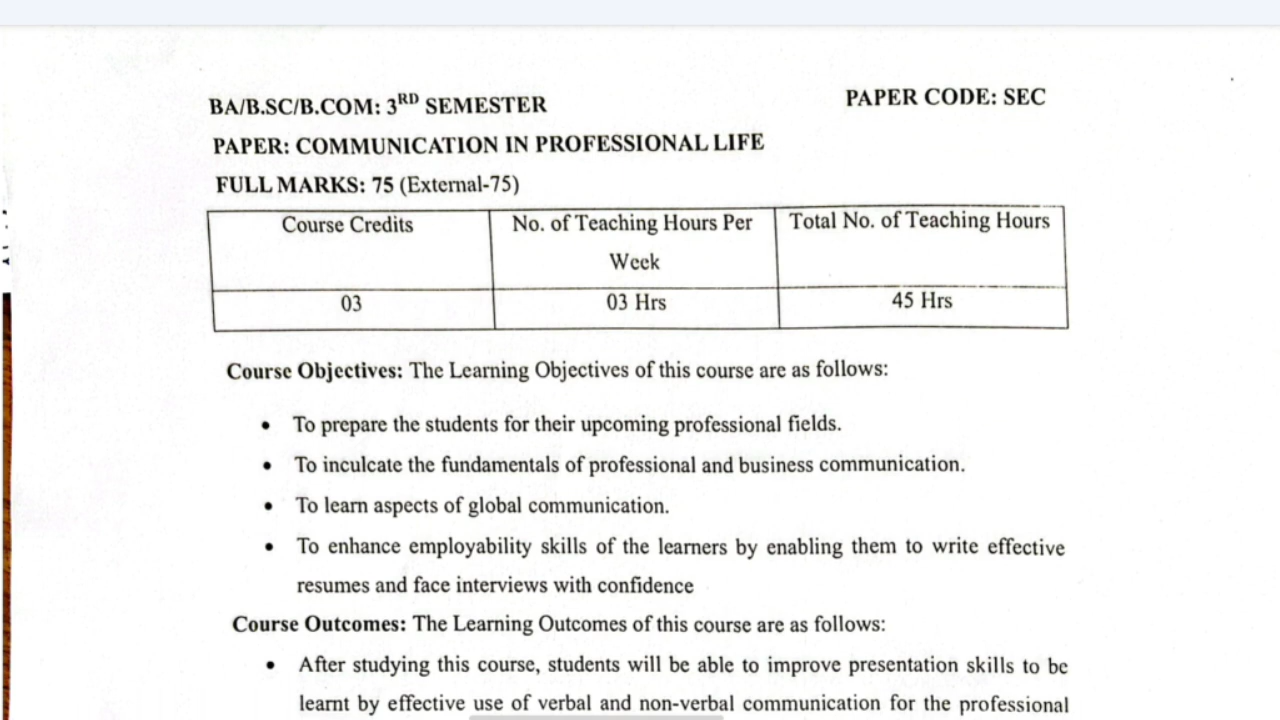 BA/B.SC/B.COM: 3RD SEMESTER
PAPER CODE: SEC
PAPER: COMMUNICATION IN PROFESSIONAL LIFE
FULL MARKS: 75 (External-75)
Course Credits
No. of Teaching Hours Per
Week
Total No. of Teaching Hours
03
03 Hrs
45 Hrs
Course Objectives: The Learning Objectives of this course are as follows:
• To prepare the students for their upcoming professional fields.
• To inculcate the fundamentals of professional and business communication.
• To learn aspects of global communication.
• To enhance employability skills of the learners by enabling them to write effective
resumes and face interviews with confidence
Course Outcomes: The Learning Outcomes of this course are as follows:
• After studying this course, students will be able to improve presentation skills to be
learnt by effective use of verbal and non-verbal communication for the professional